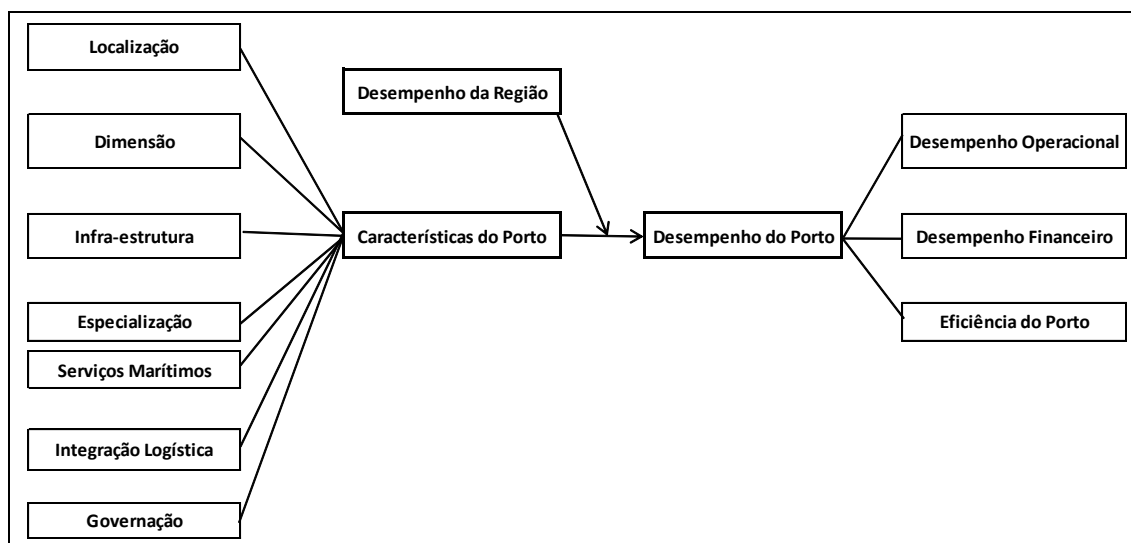 Localização
Dimensão
Infra-estrutura
Especialização
Serviços Marítimos
Integração Logística
Governação
Desempenho da Região
Características do Porto
Desempenho do Porto
Desempenho Operacional
Desempenho Financeiro
Eficiência do Porto